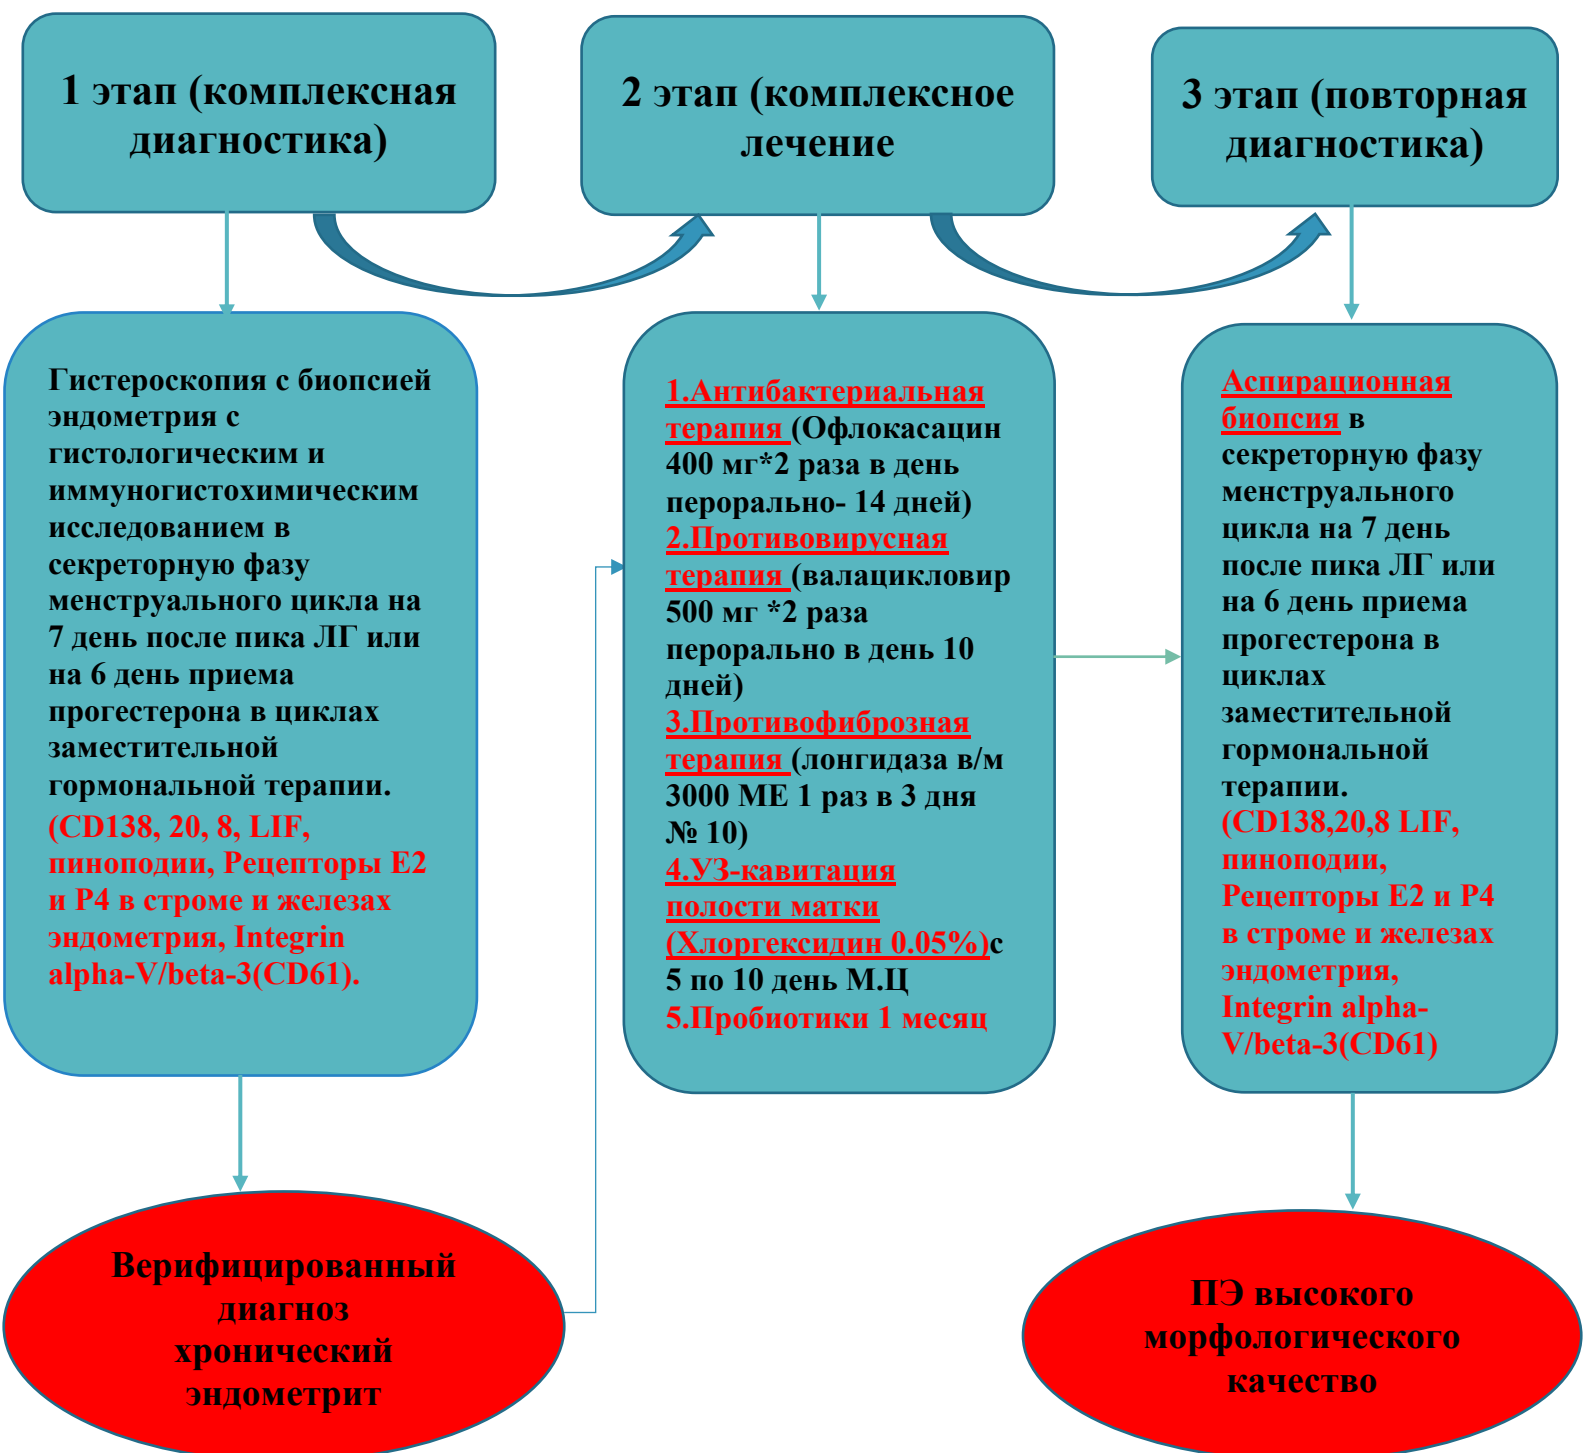 1 этап (комплексная
диагностика)
2 этап (комплексное
лечение
3 этап (повторная
диагностика)
Гистероскопия с биопсией
эндометрия с
гистологическим и
иммуногистохимическим
исследованием в
секреторную фазу
менструального цикла на
7 день после пика ЛГ или
на 6 день приема
прогестерона в циклах
заместительной
гормональной терапии.
(CD138, 20, 8, LIF,
пиноподии, Рецепторы Е2
и Р4 в строме и железах
эндометрия, Integrin
alpha-V/beta-3(CD61).
1.Антибактериальная
терапия (Офлокасацин
400 мг*2 раза в день
перорально- 14 дней)
2.Противовирусная
терапия (валацикловир
500 мг *2 раза
перорально в день 10
дней)
3.Противофиброзная
терапия (лонгидаза в/м
3000 МЕ 1 раз в 3 дня
№ 10)
4.УЗ-кавитация
полости матки
(Хлоргексидин 0.05%)с
5 по 10 день М.Ц
5.Пробиотики 1 месяц
Аспирационная
биопсия в
секреторную фазу
менструального
цикла на 7 день
после пика ЛГ или
на 6 день приема
прогестерона в
циклах
заместительной
гормональной
терапии.
(CD138,20,8 LIF,
пиноподии,
Рецепторы Е2 и Р4
в строме и железах
эндометрия,
Integrin alpha-
V/beta-3(CD61)
Верифицированный
диагноз
хронический
эндометрит
ПЭ высокого
морфологического
качество